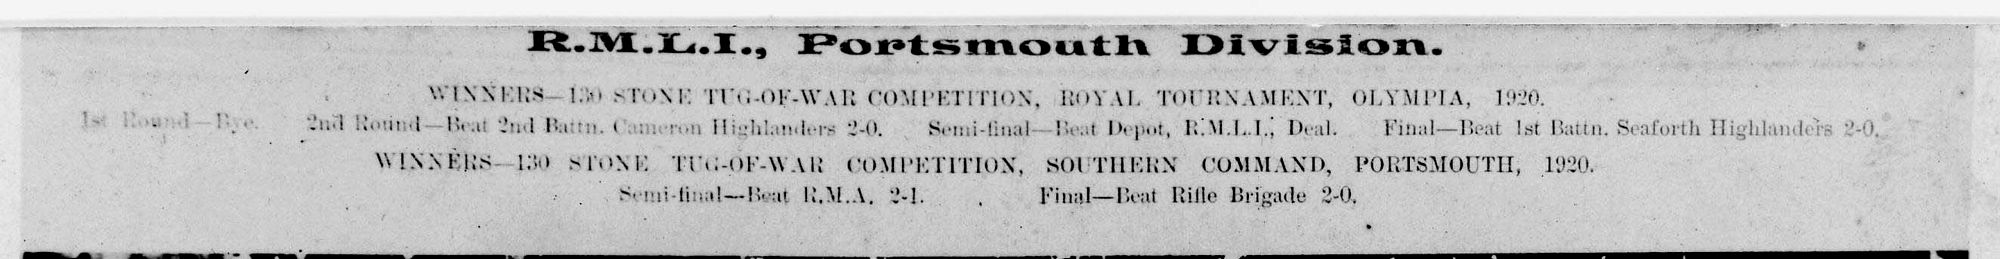 R.M.L.I., Portsmouth Division.
WINNERS—130 STONE TUG-OF-WAR COMPETITION, ROYAL TOURNAMENT, OLYMPIA, 1920.
1st Round—Bye. 2nd Round—Beat 2nd Battn. Cameron Highlanders 2-0. Semi-final—Beat Depot, R.M.L.I., Deal. Final—Beat 1st Battn. Seaforth Highlanders 2-0.
WINNERS—130 STONE TUG-OF-WAR COMPETITION, SOUTHERN COMMAND, PORTSMOUTH, 1920.
Semi-final—Beat R.M.A. 2-1. Final—Beat Rifle Brigade 2-0.